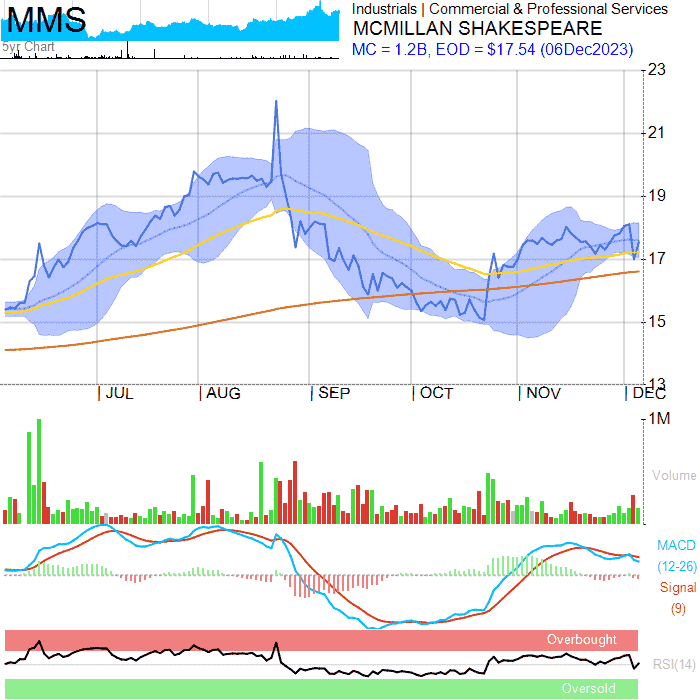 MMS
5yr Chart
Industrials | Commercial & Professional Services
MCMILLAN SHAKESPEARE
MC = 1.2B, EOD = $17.54 (06Dec2023)
23
21
19
17
15
13
| JUL
| AUG
| SEP
| OCT
| NOV
| DEC
1M
Volume
MACD
(12-26)
Signal
(9)
Overbought
RSI(14)
Oversold